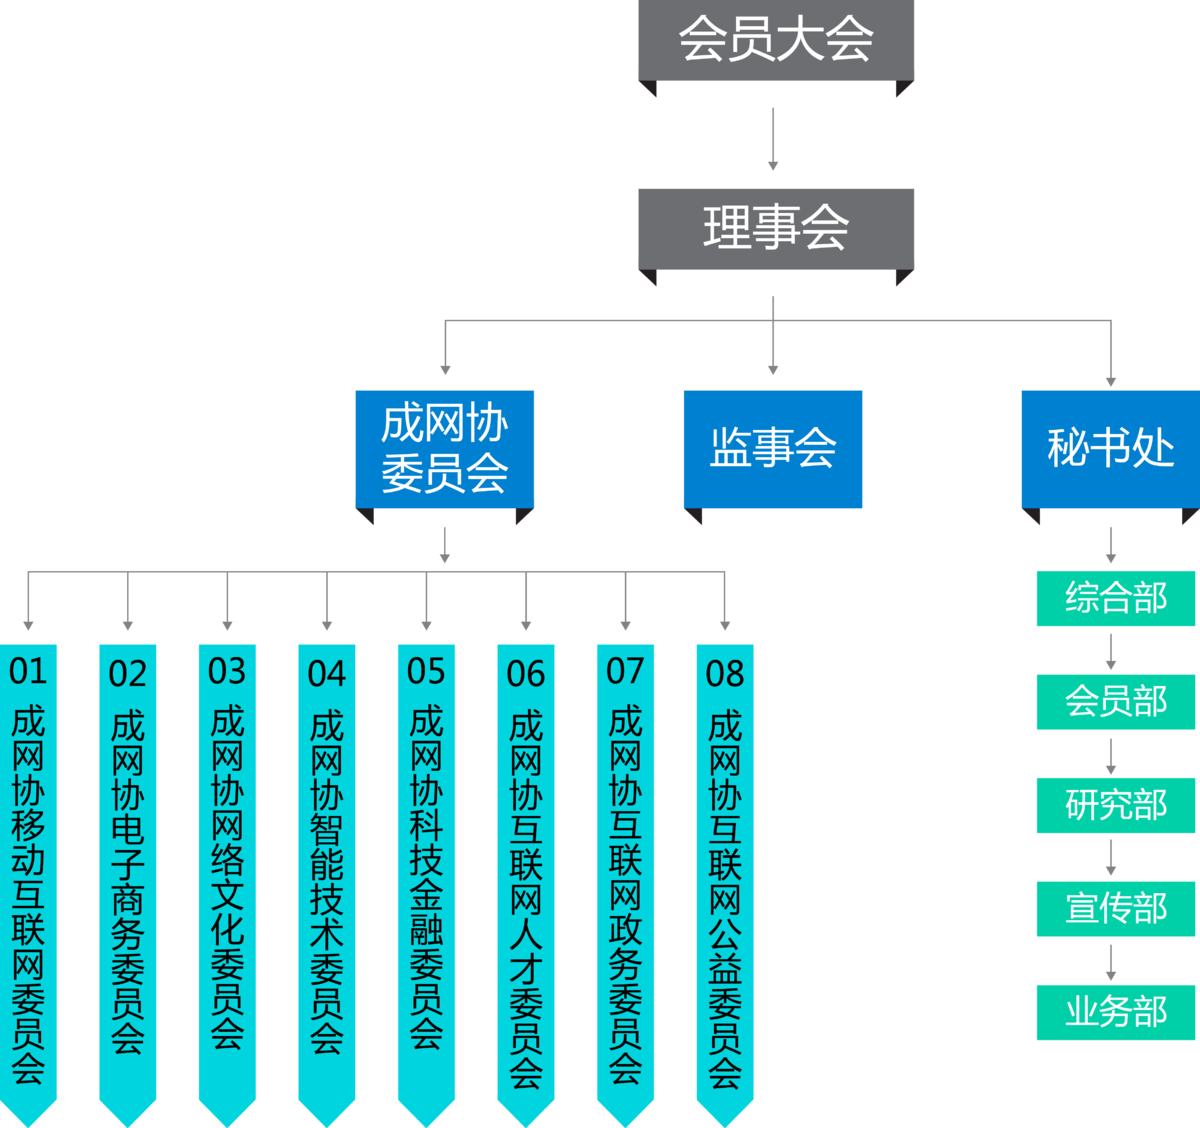 会员大会
理事会
成网协
委员会
监事会
秘书处
综合部
会员部
研究部
宣传部
业务部
01
成网协移动互联网委员会
02
成网协电子商务委员会
03
成网协网络文化委员会
04
成网协智能技术委员会
05
成网协科技金融委员会
06
成网协互联网人才委员会
07
成网协互联网政务委员会
08
成网协互联网公益委员会